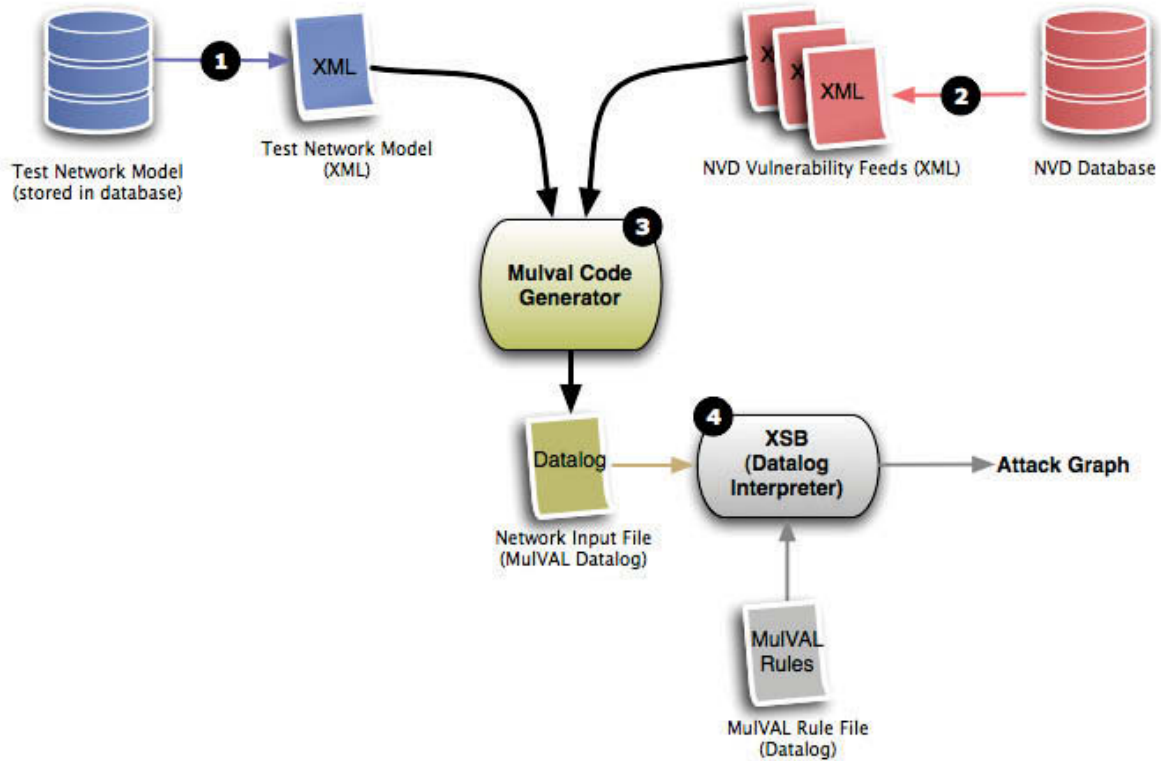 1
XML
Test Network Model
(stored in database)
Test Network Model
(XML)
X
X
XML
2
NVD Vulnerability Feeds (XML)
NVD Database
3
Mulval Code
Generator
Datalog
Network Input File
(MulVAL Datalog)
4
XSB
(Datalog
Interpreter)
Attack Graph
MulVAL
Rules
MulVAL Rule File
(Datalog)